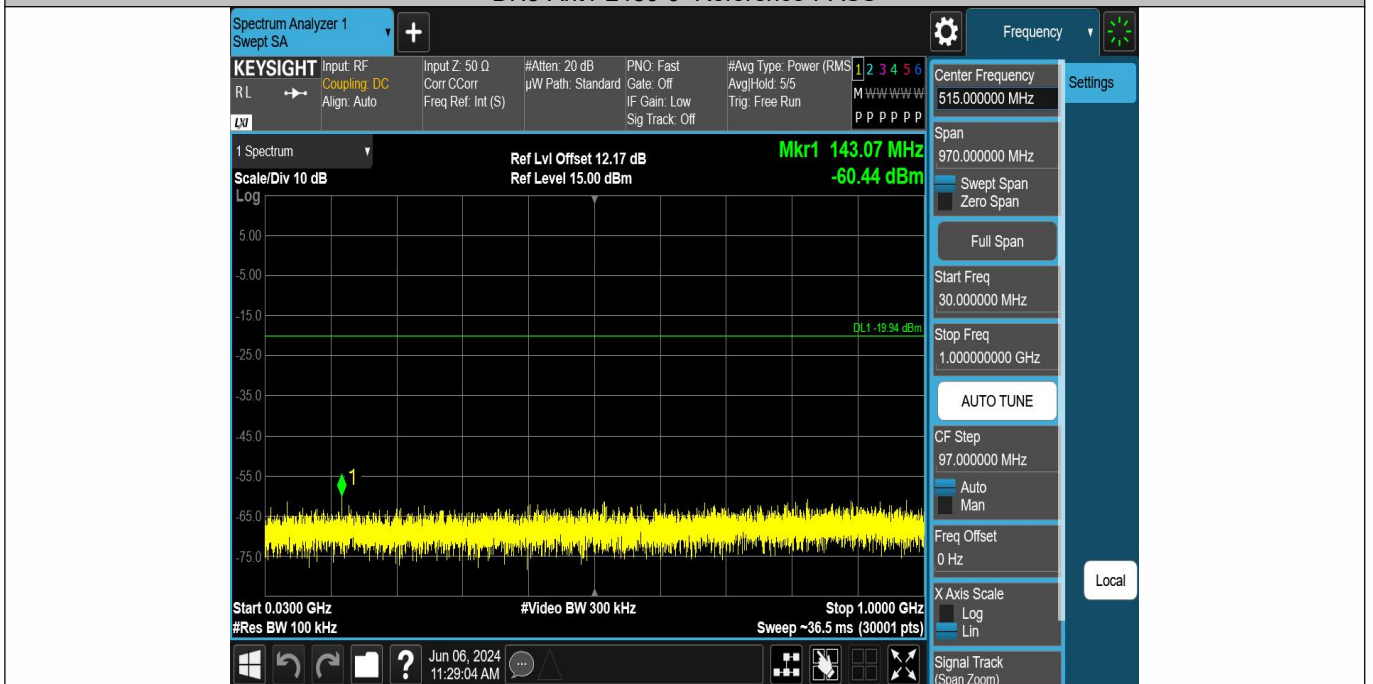 Spectrum Analyzer 1
Swept SA
+
Frequency
KEYSIGHT
RL
LXI
Input: RF
Coupling: DC
Align: Auto
Input Z: 50 Ω
Corr CCorr
Freq Ref: Int (S)
#Atten: 20 dB
µW Path: Standard
PNO: Fast
Gate: Off
IF Gain: Low
Sig Track: Off
#Avg Type: Power (RMS
Avg|Hold: 5/5
Trig: Free Run
1 2 3 4 5 6
M W W W W W
P P P P P P
1 Spectrum
Scale/Div 10 dB
Log
Ref Lvl Offset 12.17 dB
Ref Level 15.00 dBm
Mkr1 143.07 MHz
-60.44 dBm
5.00
-5.00
-15.0
DL1 -19.94 dBm
-25.0
-35.0
-45.0
-55.0
1
-65.0
-75.0
Start 0.0300 GHz
#Res BW 100 kHz
#Video BW 300 kHz
Stop 1.0000 GHz
Sweep ~36.5 ms (30001 pts)
?
Jun 06, 2024
11:29:04 AM
Center Frequency
515.000000 MHz
Settings
Span
970.000000 MHz
Swept Span
Zero Span
Full Span
Start Freq
30.000000 MHz
Stop Freq
1.000000000 GHz
AUTO TUNE
CF Step
97.000000 MHz
Auto
Man
Freq Offset
0 Hz
X Axis Scale
Log
Lin
Local
Signal Track
(Span Zoom)